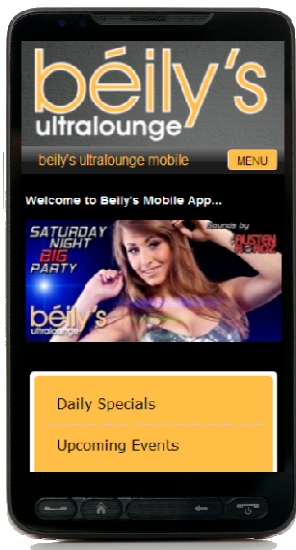 béily's
ultralounge
beily's ultralounge mobile MENU
Welcome to Beily's Mobile App...
Sounds by
SATURDAY
NIGHT
BIG
PARTY
béily's
ultralounge
Daily Specials
Upcoming Events